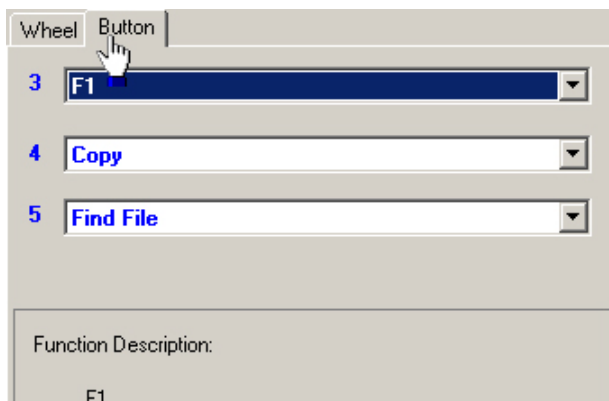 Wheel Button
3 F1
4 Copy
5 Find File
Function Description:
F1